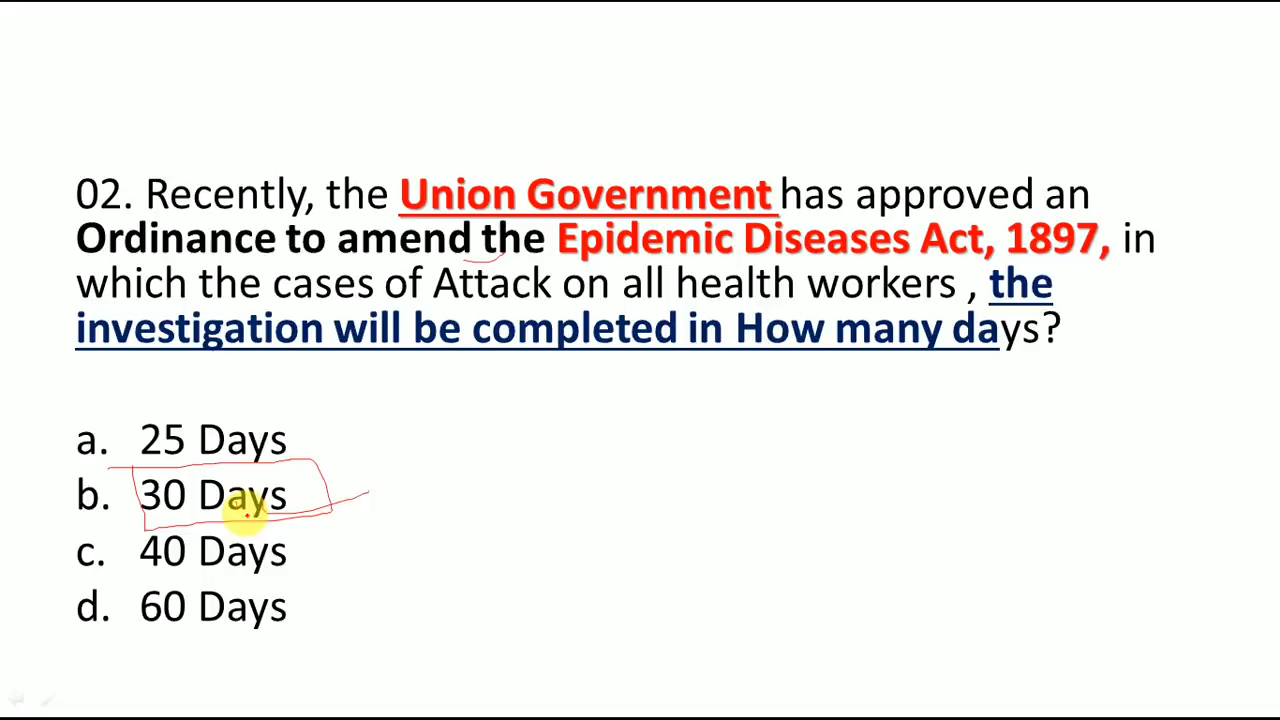 02. Recently, the Union Government has approved an
Ordinance to amend the Epidemic Diseases Act, 1897, in
which the cases of Attack on all health workers , the
investigation will be completed in How many days?
a. 25 Days
b. 30 Days
c. 40 Days
d. 60 Days